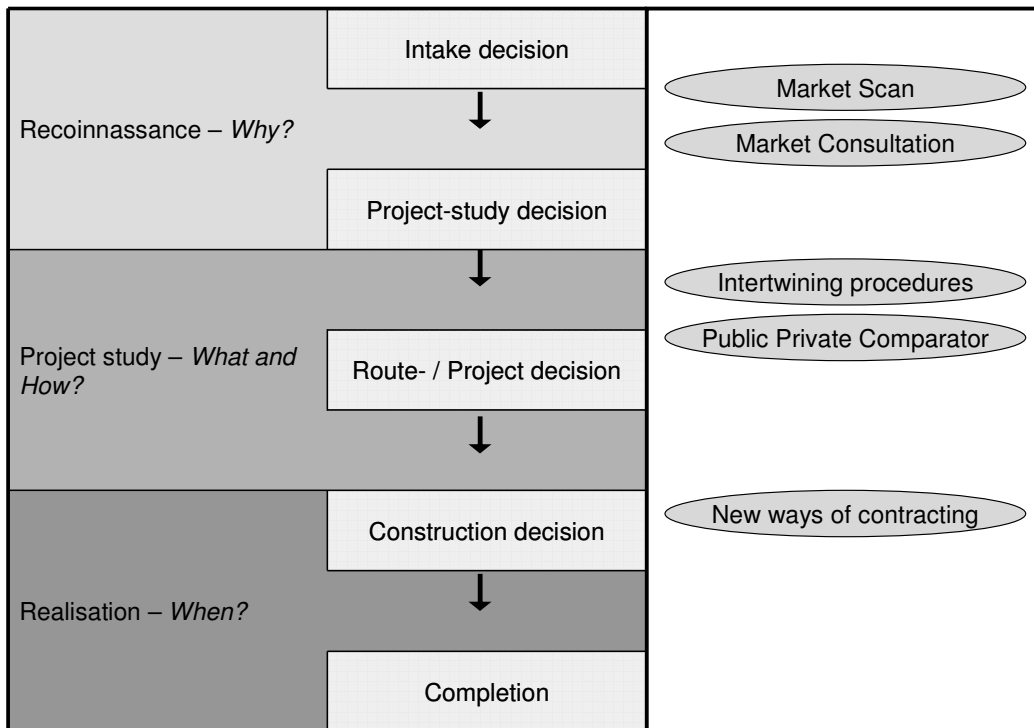 Intake decision
Market Scan
Recoinnassance – Why?
Market Consultation
Project-study decision
Intertwining procedures
Public Private Comparator
Project study – What and
How?
Route- / Project decision
New ways of contracting
Construction decision
Realisation – When?
Completion